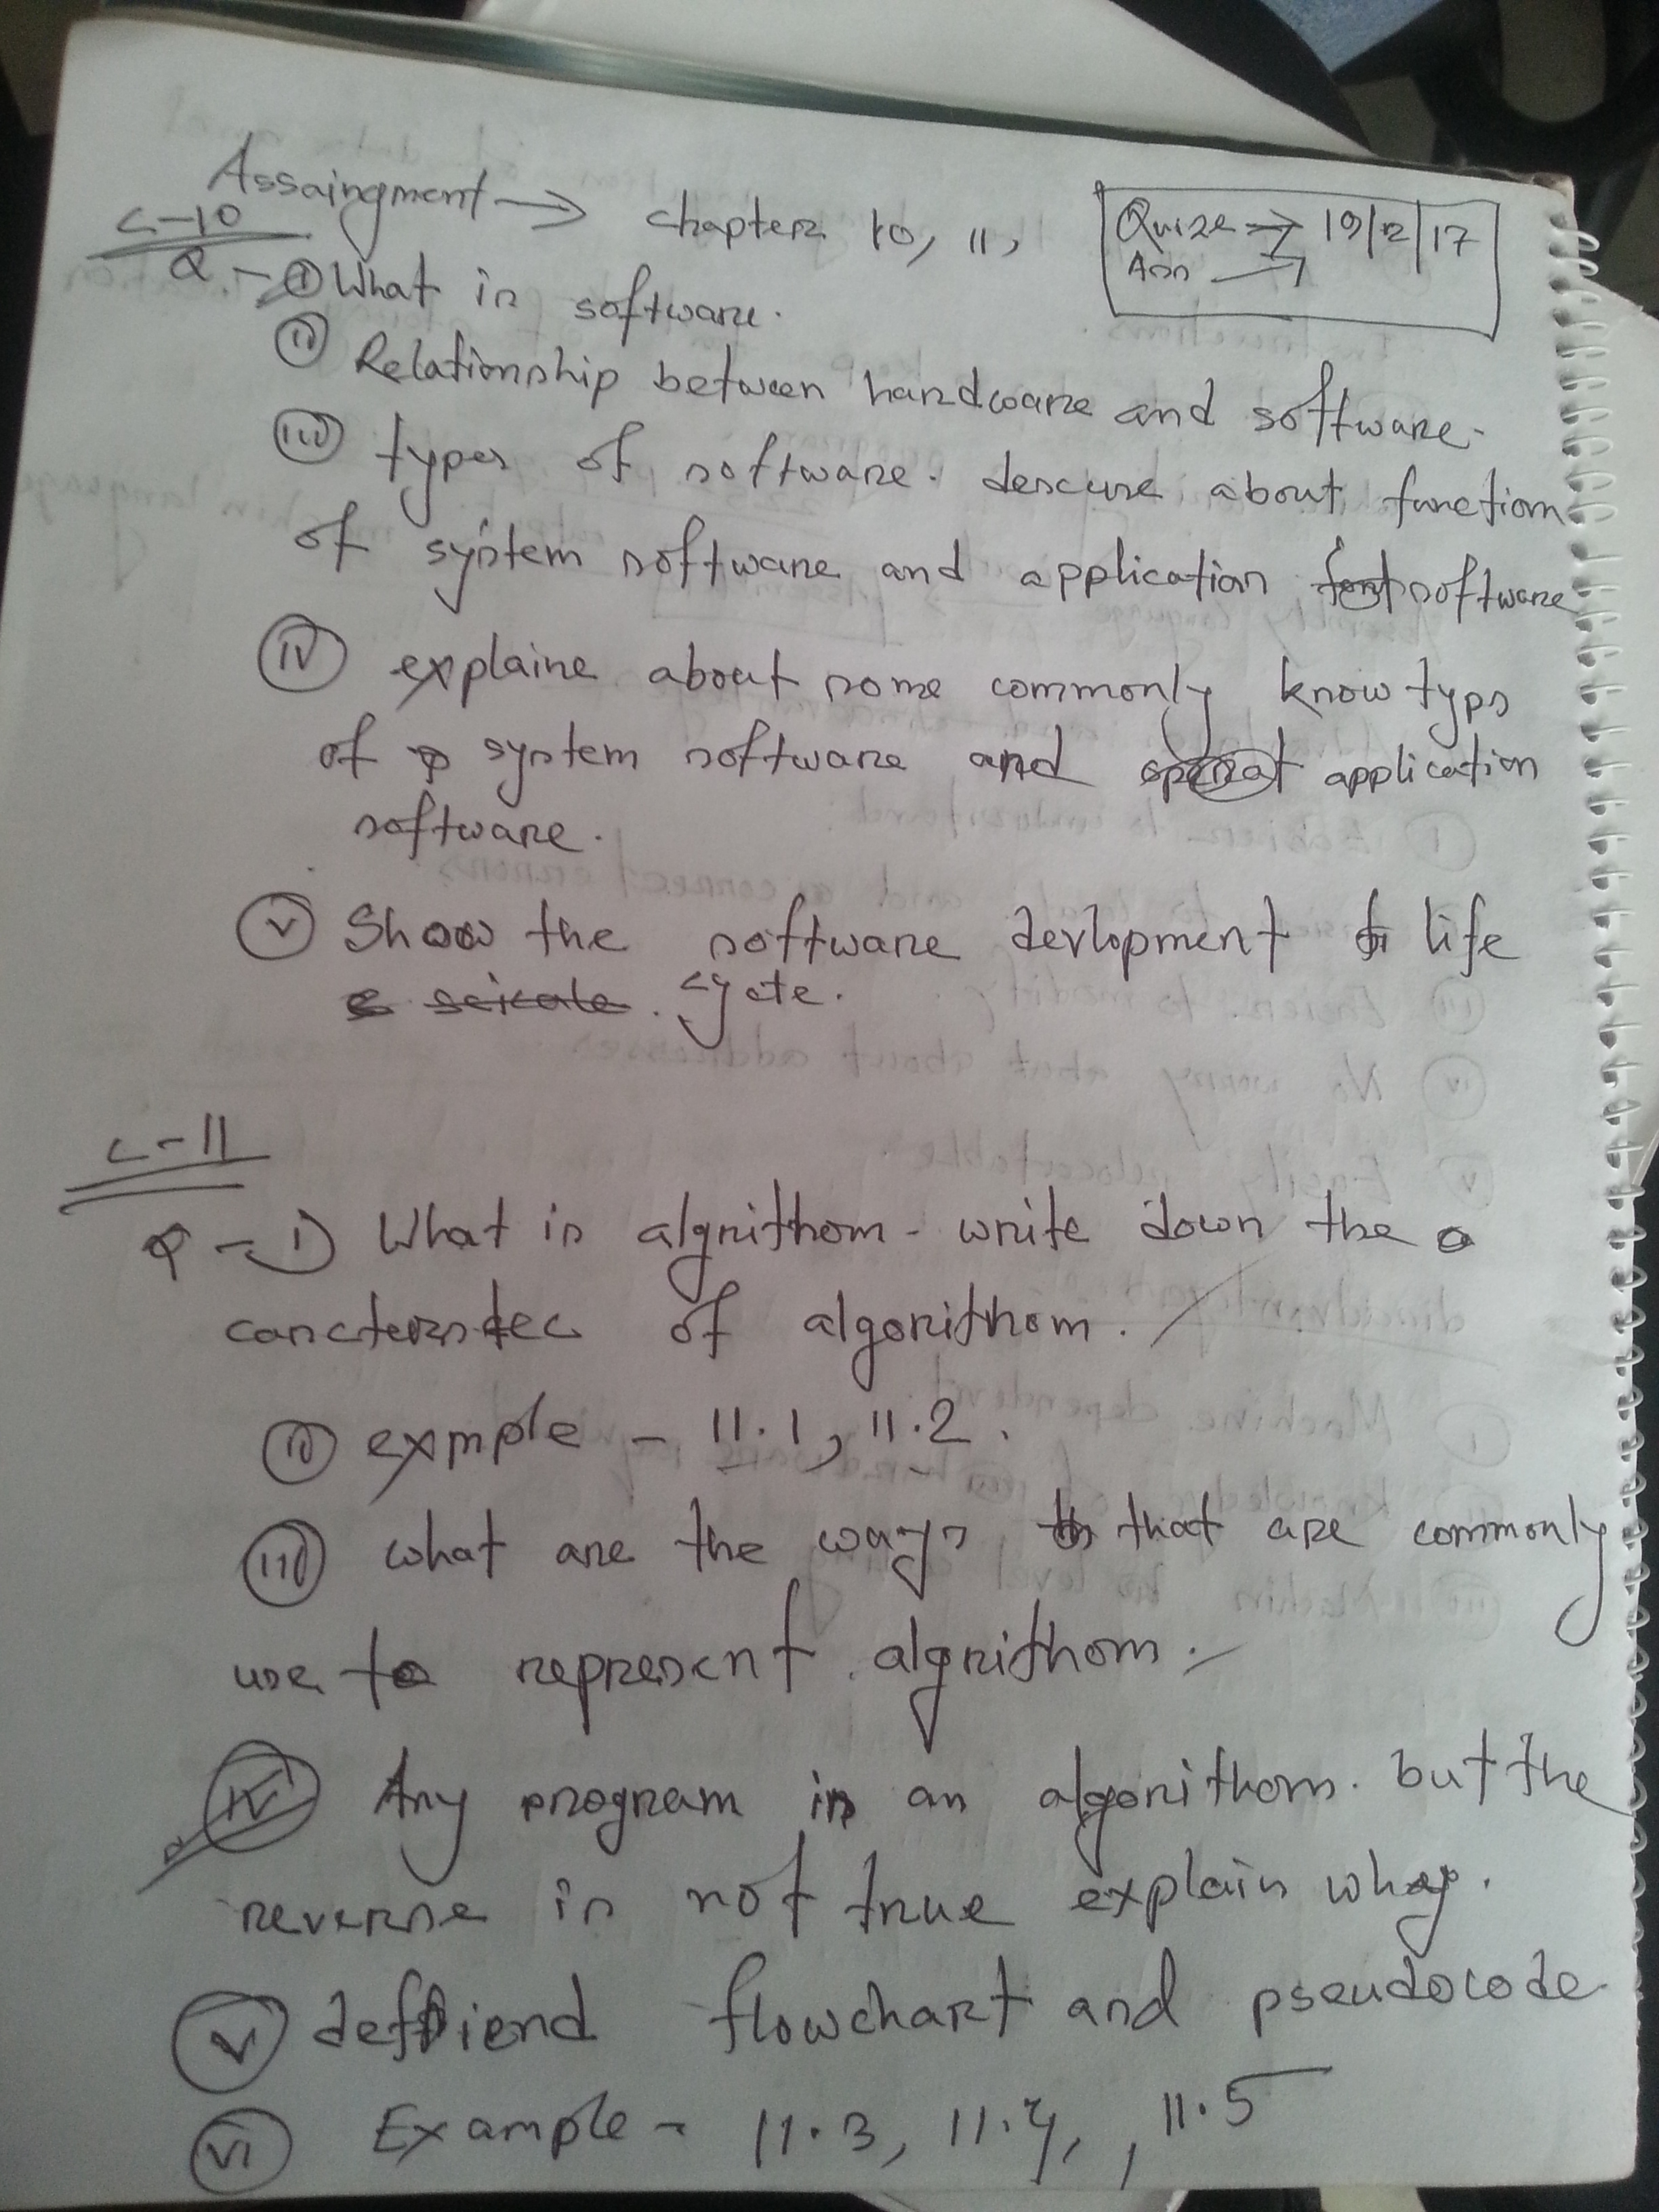 Assaingment → chapter 10, 11,
Quize → 19/2/17
Ass →
C-10
Q - (i) What is software.
(ii) Relationship between hardware and software.
(iii) types of software. descuse about function
of system software and application software
(iv) explaine about some commonly know typs
of system software and application
software.
(v) Show the software devlopment life
cycle.
C-11
Q - i) What is algrithom - write down the
carcterstec of algorithom.
(ii) exmple - 11.1, 11.2.
(iii) what are the ways that are commonly
use to represent algrithom.
(iv) Any program is an algorithom. but the
reverse is not true explain why.
(v) deffiend flowchart and pseudocode
(vi) Example - 11.3, 11.4, , 11.5